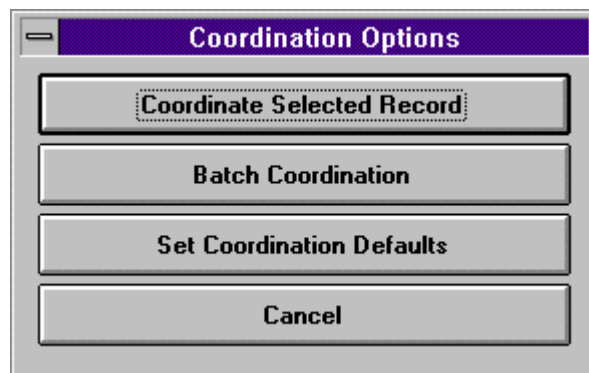 Coordination Options
Coordinate Selected Record
Batch Coordination
Set Coordination Defaults
Cancel